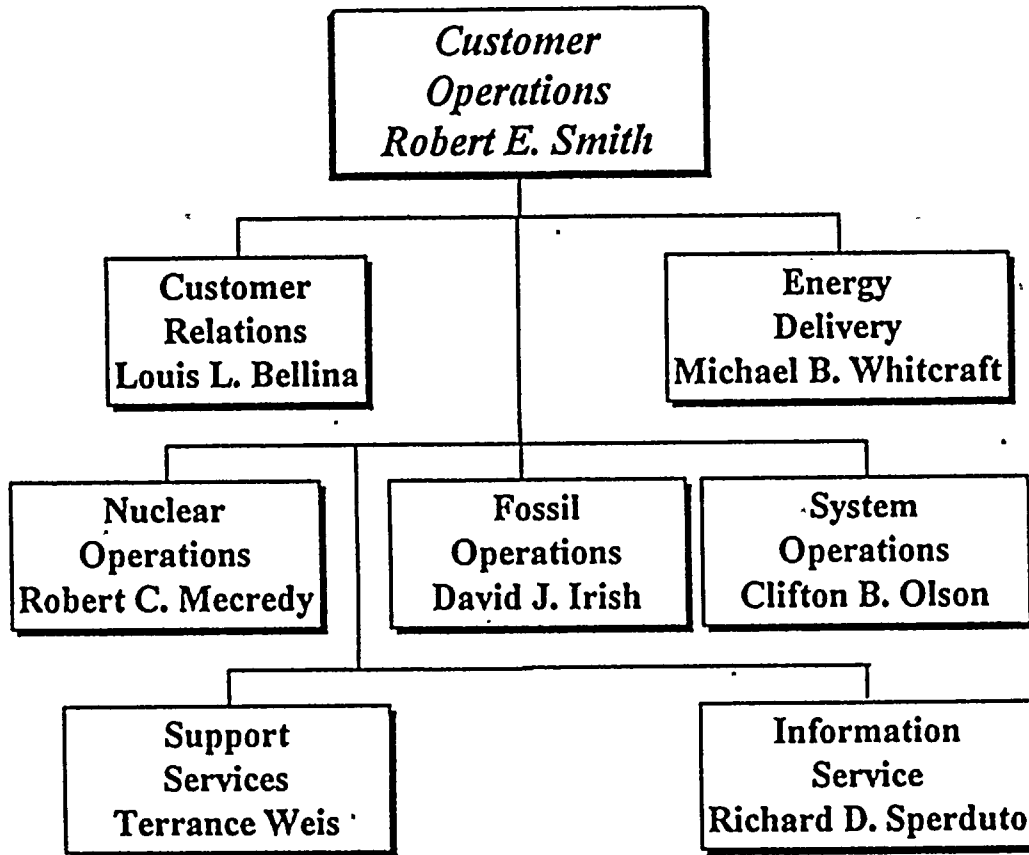 Customer
Operations
Robert E. Smith
Customer
Relations
Louis L. Bellina
Energy
Delivery
Michael B. Whitcraft
Nuclear
Operations
Robert C. Mecredy
Fossil
Operations
David J. Irish
System
Operations
Clifton B. Olson
Support
Services
Terrance Weis
Information
Service
Richard D. Sperduto